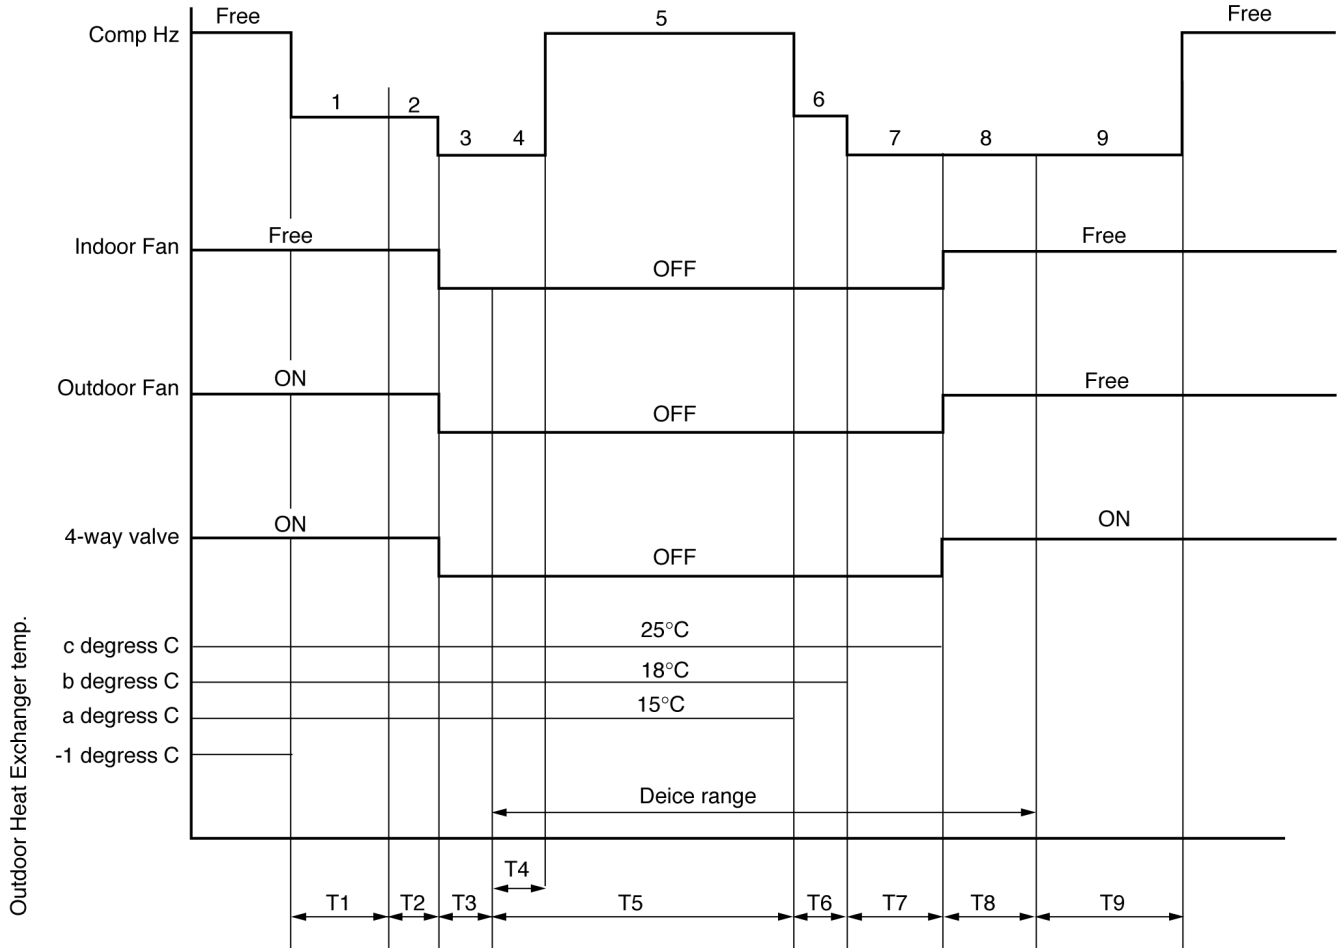 Free
5
Free
Comp Hz
1
2
6
3
4
7
8
9
Indoor Fan
Free
Free
OFF
Outdoor Fan
ON
Free
OFF
4-way valve
ON
ON
OFF
Outdoor Heat Exchanger temp.
c degress C
25°C
b degress C
18°C
a degress C
15°C
-1 degress C
Deice range
T4
T1
T2
T3
T5
T6
T7
T8
T9